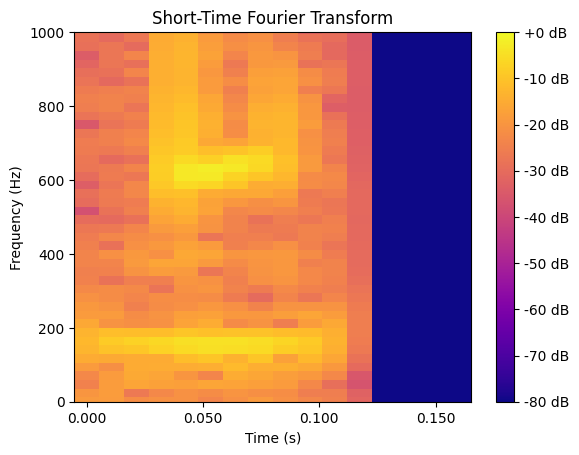 Short-Time Fourier Transform
Frequency (Hz)
1000
800
600
400
200
0
0.000
0.050
0.100
0.150
Time (s)
+0 dB
-10 dB
-20 dB
-30 dB
-40 dB
-50 dB
-60 dB
-70 dB
-80 dB